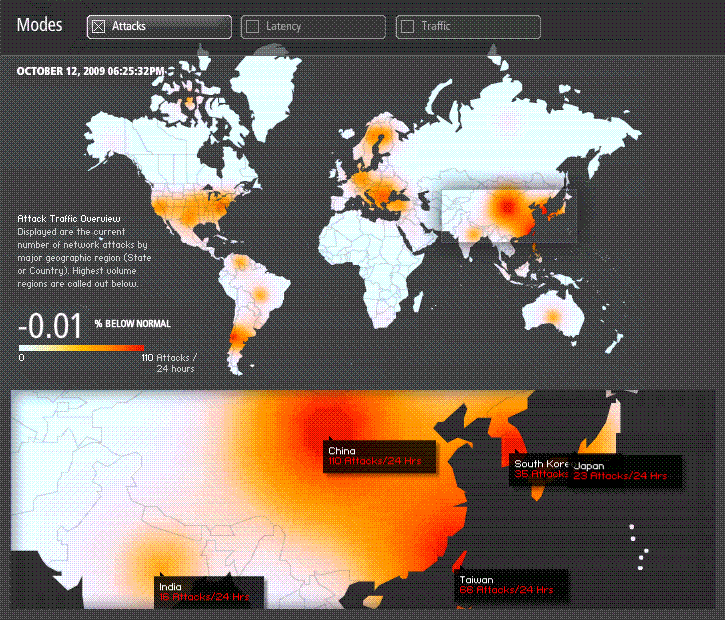 Modes
Attacks
Latency
Traffic
OCTOBER 12, 2009 06:25:32PM
Attack Traffic Overview
Displayed are the current
number of network attacks by
major geographic region (State
or Country). Highest volume
regions are called out below.
-0.01 % BELOW NORMAL
0 110 Attacks /
24 hours
China
110 Attacks/24 Hrs
South Kore
35 Attacks
Japan
23 Attacks/24 Hrs
India
15 Attacks/24 Hrs
Taiwan
66 Attacks/24 Hrs